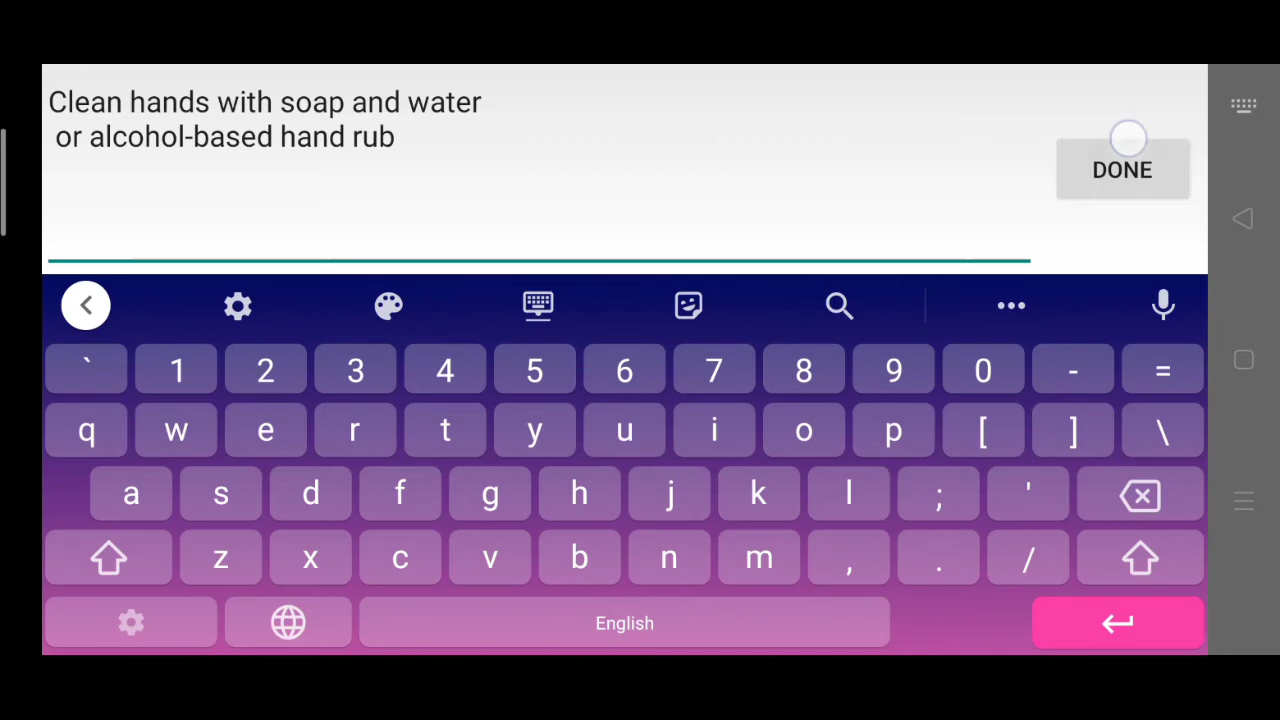 Clean hands with soap and water
or alcohol-based hand rub
DONE
` 1 2 3 4 5 6 7 8 9 0 - =
q w e r t y u i o p [ ] \
a s d f g h j k l ; '
z x c v b n m , . /
English